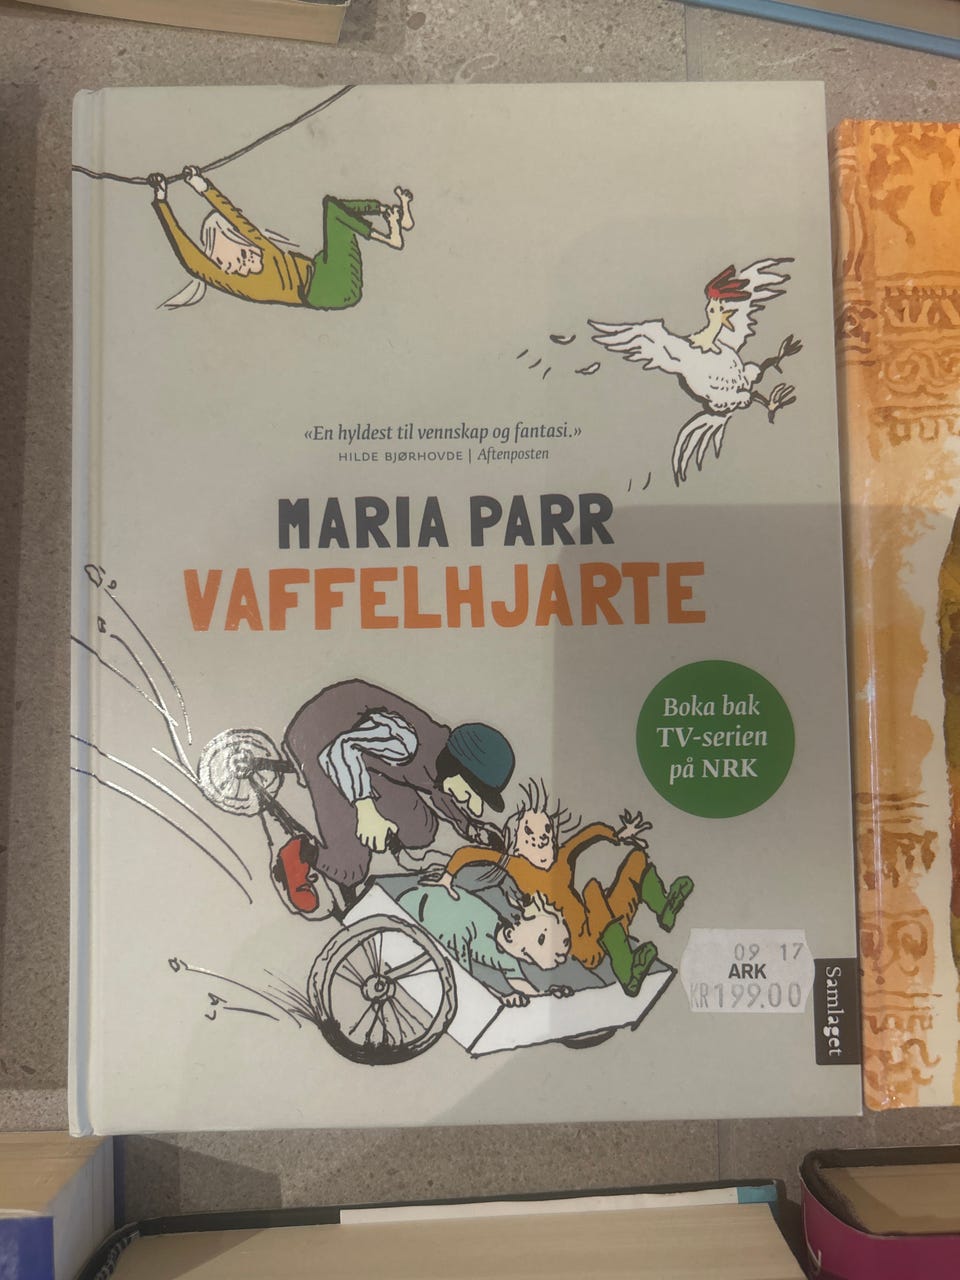 «En hyldest til vennskap og fantasi.»
HILDE BJØRHOVDE | Aftenposten
MARIA PARR
VAFFELHJARTE
Boka bak
TV-serien
på NRK
09 17
ARK
KR199.00
Samlaget